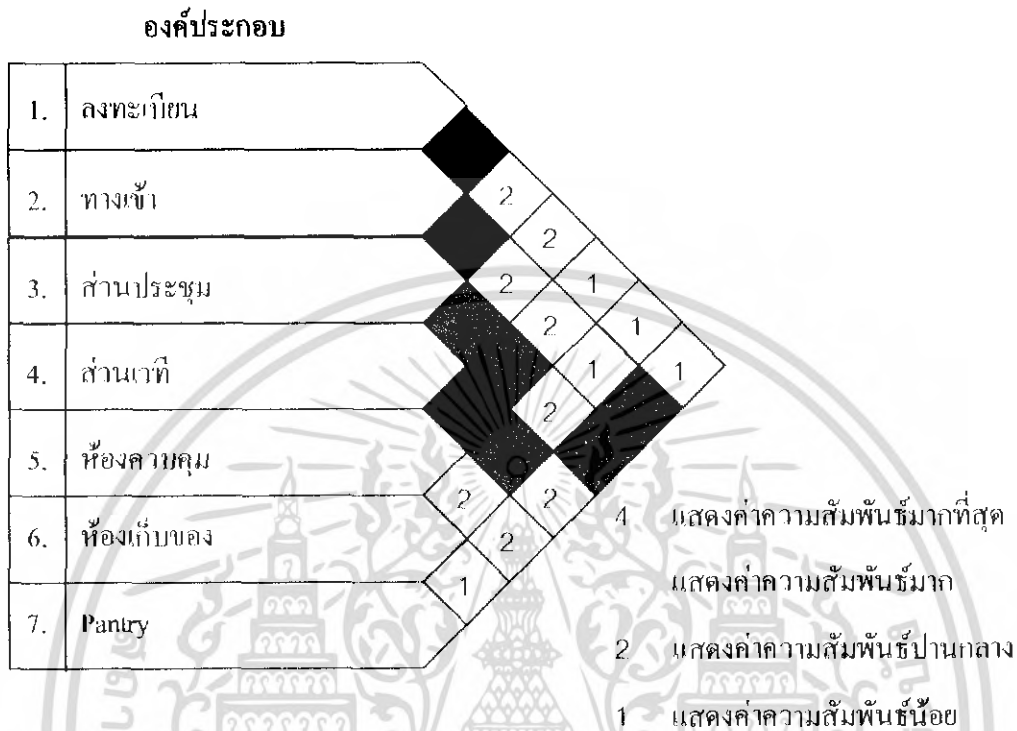 องค์ประกอบ
1. ลงทะเบียน
2. ทางเข้า
3. ส่วนประชุม
4. ส่วนเวที
5. ห้องควบคุม
6. ห้องเก็บของ
7. Pantry
2
2
2 1
2 1
1 1
2
2 2
2
1
4 แสดงค่าความสัมพันธ์มากที่สุด
แสดงค่าความสัมพันธ์มาก
2 แสดงค่าความสัมพันธ์ปานกลาง
1 แสดงค่าความสัมพันธ์น้อย